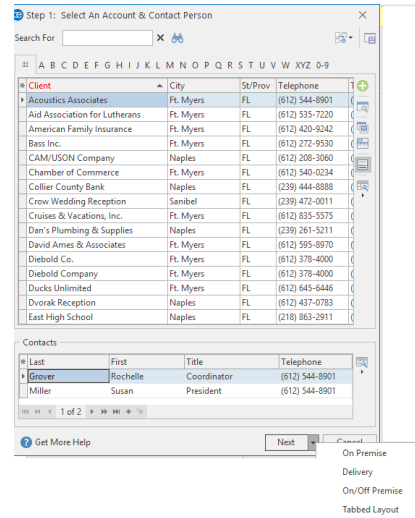 Step 1: Select An Account & Contact Person
Search For
A B C D E F G H I J K L M N O P Q R S T U V W XYZ 0-9
Client City St/Prov Telephone
Acoustics Associates Ft. Myers FL (612) 544-8901
Aid Association for Lutherans Ft. Myers FL (612) 535-7220
American Family Insurance Ft. Myers FL (612) 420-9242
Bass Inc. Ft. Myers FL (612) 272-9530
CAM/USON Company Naples FL (612) 208-3060
Chamber of Commerce Ft. Myers FL (612) 540-0234
Collier County Bank Naples FL (239) 444-8888
Crow Wedding Reception Sanibel FL (239) 472-0011
Cruises & Vacations, Inc. Ft. Myers FL (612) 835-5575
Dan's Plumbing & Supplies Naples FL (239) 261-5211
David Ames & Associates Ft. Myers FL (612) 595-8970
Diebold Co. Ft. Myers FL (612) 378-4000
Diebold Company Ft. Myers FL (612) 378-4000
Ducks Unlimited Ft. Myers FL (612) 645-6446
Dvorak Reception Naples FL (612) 437-0783
East High School Naples FL (218) 863-2911
Contacts
Last First Title Telephone
Grover Rochelle Coordinator (612) 544-8901
Miller Susan President (612) 544-8901
1 of 2
Get More Help Next Cancel
On Premise
Delivery
On/Off Premise
Tabbed Layout